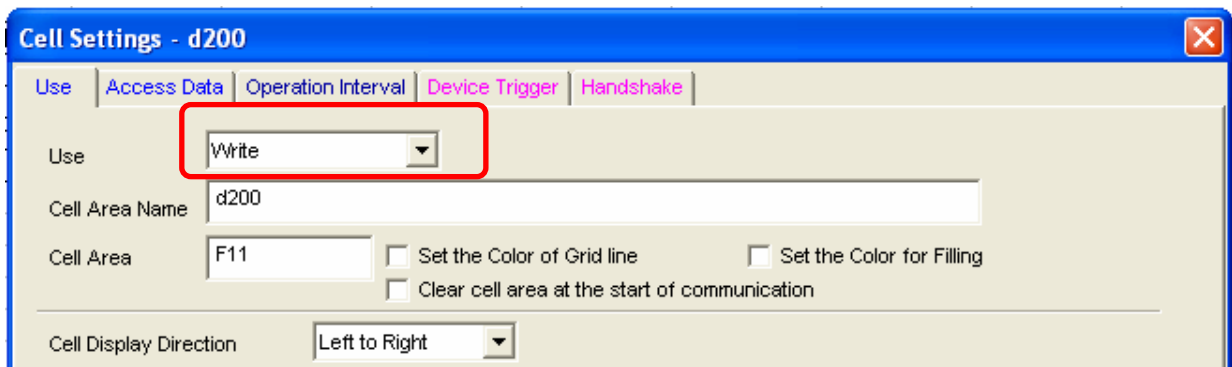 Cell Settings - d200
Use Access Data Operation Interval Device Trigger Handshake
Use Write
Cell Area Name d200
Cell Area F11 Set the Color of Grid line Set the Color for Filling
Clear cell area at the start of communication
Cell Display Direction Left to Right